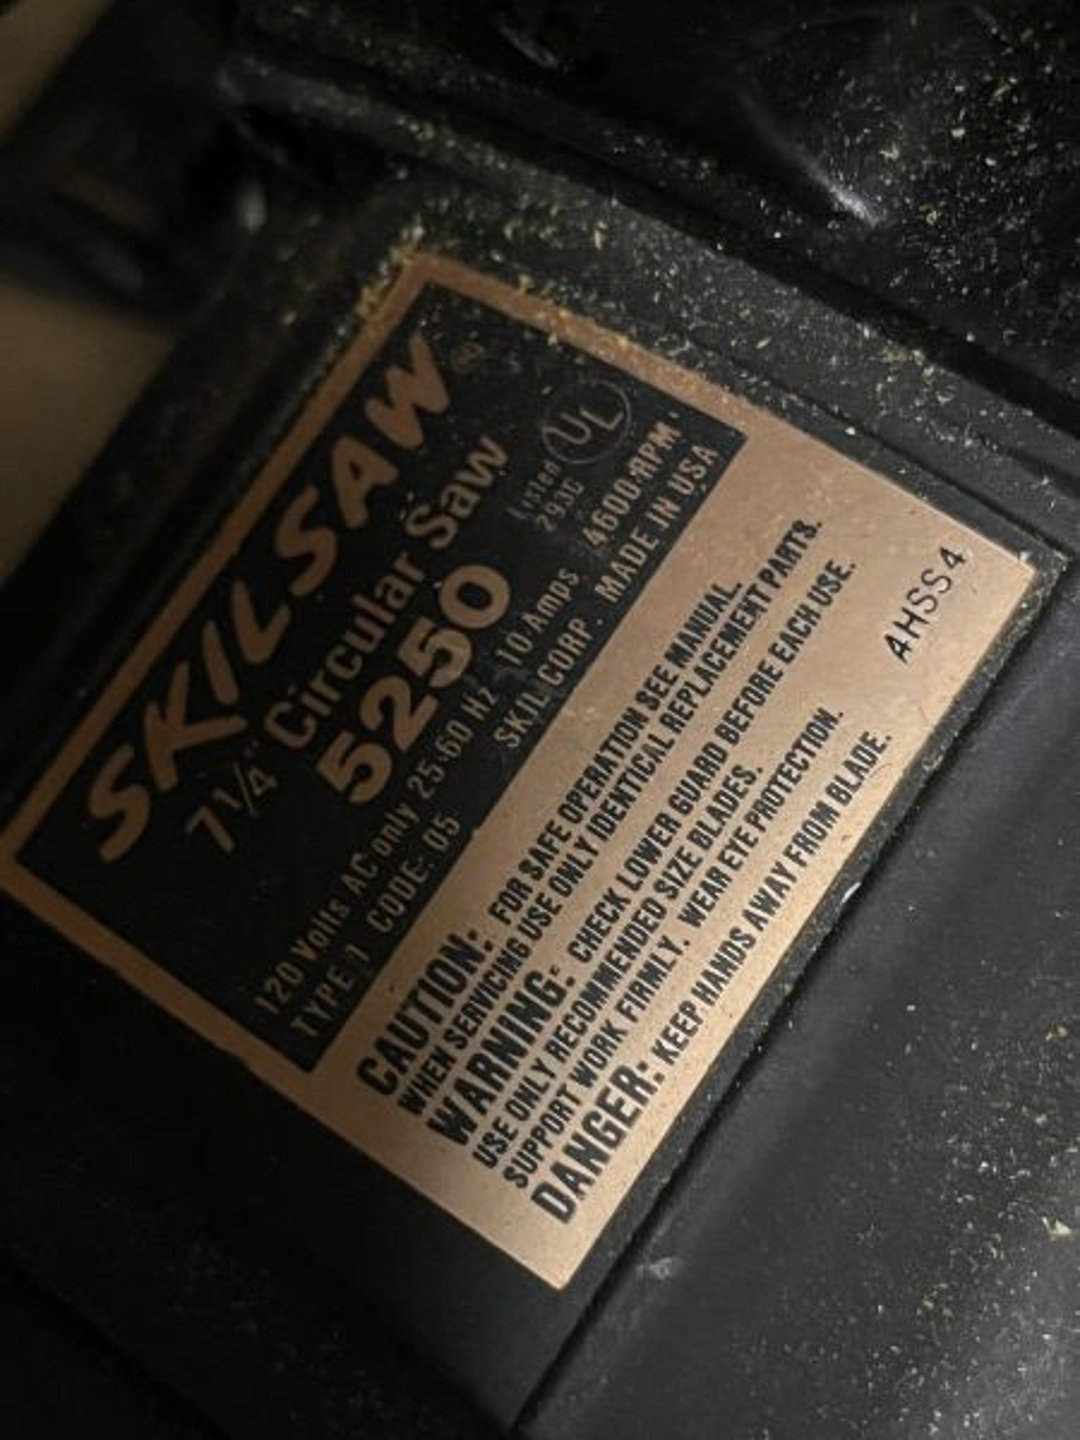 SKILSAW ®
7 1/4" Circular Saw
5250
Listed
293E
UL
120 Volts AC only 25-60 Hz 10 Amps 4600 RPM
TYPE 1 CODE: 05 SKIL CORP. MADE IN USA
CAUTION: FOR SAFE OPERATION SEE MANUAL.
WHEN SERVICING USE ONLY IDENTICAL REPLACEMENT PARTS.
WARNING: CHECK LOWER GUARD BEFORE EACH USE.
USE ONLY RECOMMENDED SIZE BLADES.
SUPPORT WORK FIRMLY. WEAR EYE PROTECTION.
DANGER: KEEP HANDS AWAY FROM BLADE.
AHSS4